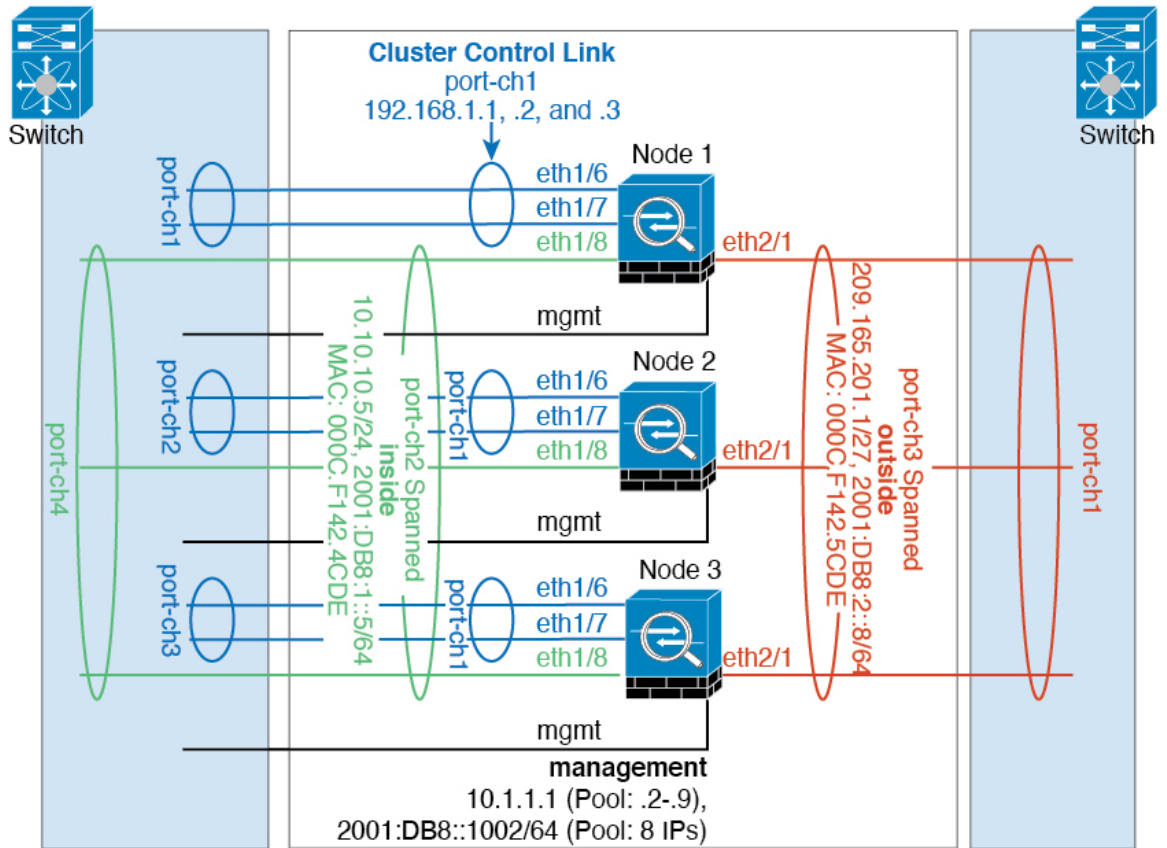 Cluster Control Link
port-ch1
192.168.1.1, .2, and .3
Switch
Switch
Node 1
port-ch1
eth1/6
eth1/7
eth1/8
eth2/1
mgmt
Node 2
port-ch2
port-ch1
eth1/6
eth1/7
eth1/8
eth2/1
mgmt
Node 3
port-ch3
port-ch1
eth1/6
eth1/7
eth1/8
eth2/1
mgmt
port-ch4
port-ch2 Spanned
inside
10.10.10.5/24, 2001:DB8:1::5/64
MAC: 000C.F142.4CDE
port-ch3 Spanned
outside
209.165.201.1/27, 2001:DB8:2::8/64
MAC: 000C.F142.5CDE
port-ch1
management
10.1.1.1 (Pool: .2-.9),
2001:DB8::1002/64 (Pool: 8 IPs)